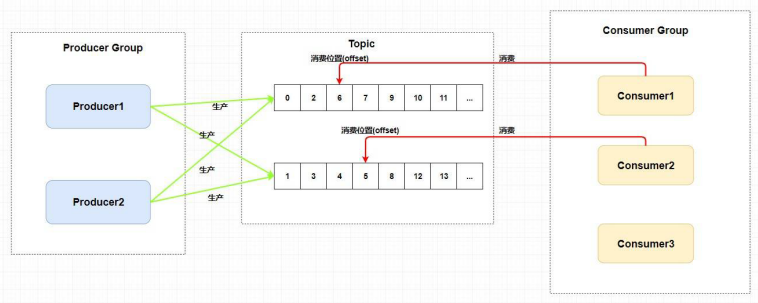 Producer Group
Topic
Consumer Group
消费位置(offset)
消费
Producer1
生产
0 2 6 7 9 10 11 ...
Consumer1
生产
消费位置(offset)
消费
Consumer2
生产
1 3 4 5 8 12 13 ...
Producer2
生产
Consumer3